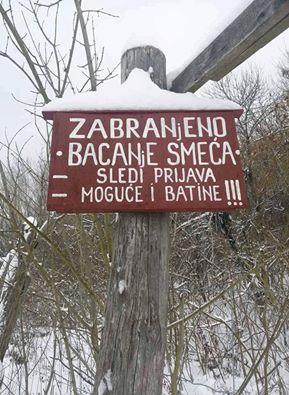 ZABRANjENO
• BACANjE SMEĆA •
= SLEDI PRIJAVA
– MOGUĆE I BATINE !!!